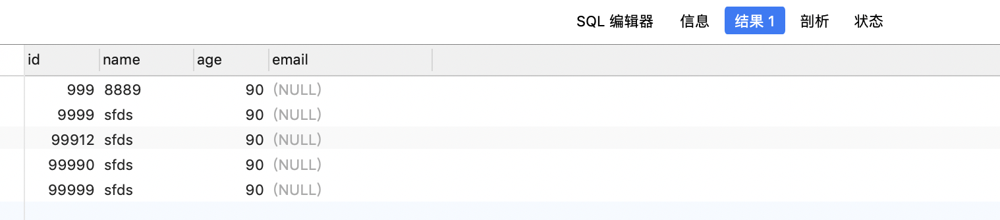 SQL 编辑器 信息 结果 1 剖析 状态
id name age email
999 8889 90 (NULL)
9999 sfds 90 (NULL)
99912 sfds 90 (NULL)
99990 sfds 90 (NULL)
99999 sfds 90 (NULL)